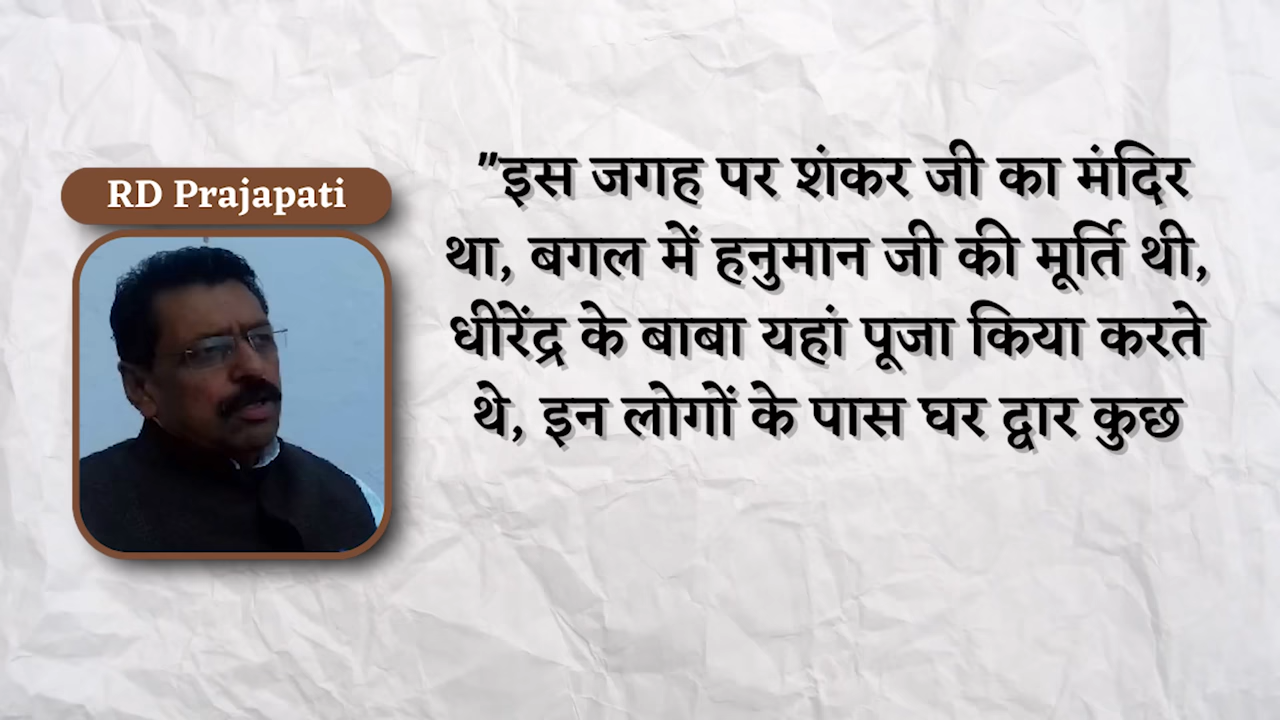 RD Prajapati
"इस जगह पर शंकर जी का मंदिर
था, बगल में हनुमान जी की मूर्ति थी,
धीरेंद्र के बाबा यहां पूजा किया करते
थे, इन लोगों के पास घर द्वार कुछ